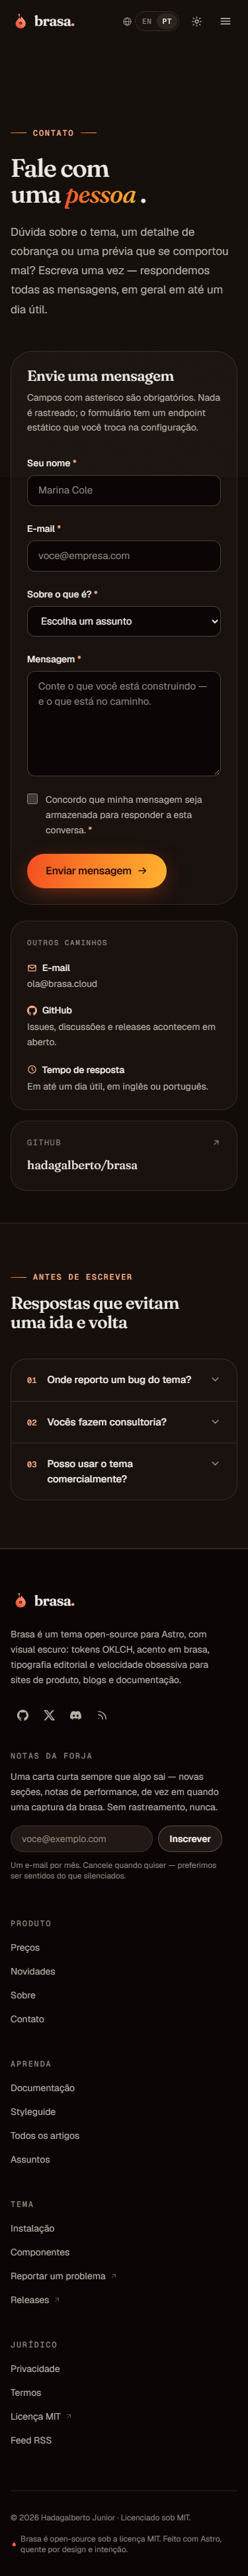 brasa.
EN PT
CONTATO
Fale com
uma pessoa .
Dúvida sobre o tema, um detalhe de
cobrança ou uma prévia que se comportou
mal? Escreva uma vez — respondemos
todas as mensagens, em geral em até um
dia útil.
Envie uma mensagem
Campos com asterisco são obrigatórios. Nada
é rastreado; o formulário tem um endpoint
estático que você troca na configuração.
Seu nome *
Marina Cole
E-mail *
voce@empresa.com
Sobre o que é? *
Escolha um assunto
Mensagem *
Conte o que você está construindo —
e o que está no caminho.
Concordo que minha mensagem seja
armazenada para responder a esta
conversa. *
Enviar mensagem →
OUTROS CAMINHOS
E-mail
ola@brasa.cloud
GitHub
Issues, discussões e releases acontecem em
aberto.
Tempo de resposta
Em até um dia útil, em inglês ou português.
GITHUB
hadagalberto/brasa
ANTES DE ESCREVER
Respostas que evitam
uma ida e volta
01 Onde reporto um bug do tema?
02 Vocês fazem consultoria?
03 Posso usar o tema
comercialmente?
brasa.
Brasa é um tema open-source para Astro, com
visual escuro: tokens OKLCH, acento em brasa,
tipografia editorial e velocidade obsessiva para
sites de produto, blogs e documentação.
NOTAS DA FORJA
Uma carta curta sempre que algo sai — novas
seções, notas de performance, de vez em quando
uma captura da brasa. Sem rastreamento, nunca.
voce@exemplo.com
Inscrever
Um e-mail por mês. Cancele quando quiser — preferimos
ser sentidos do que silenciados.
PRODUTO
Preços
Novidades
Sobre
Contato
APRENDA
Documentação
Styleguide
Todos os artigos
Assuntos
TEMA
Instalação
Componentes
Reportar um problema
Releases
JURÍDICO
Privacidade
Termos
Licença MIT
Feed RSS
© 2026 Hadagalberto Junior · Licenciado sob MIT.
Brasa é open-source sob a licença MIT. Feito com Astro,
quente por design e intenção.